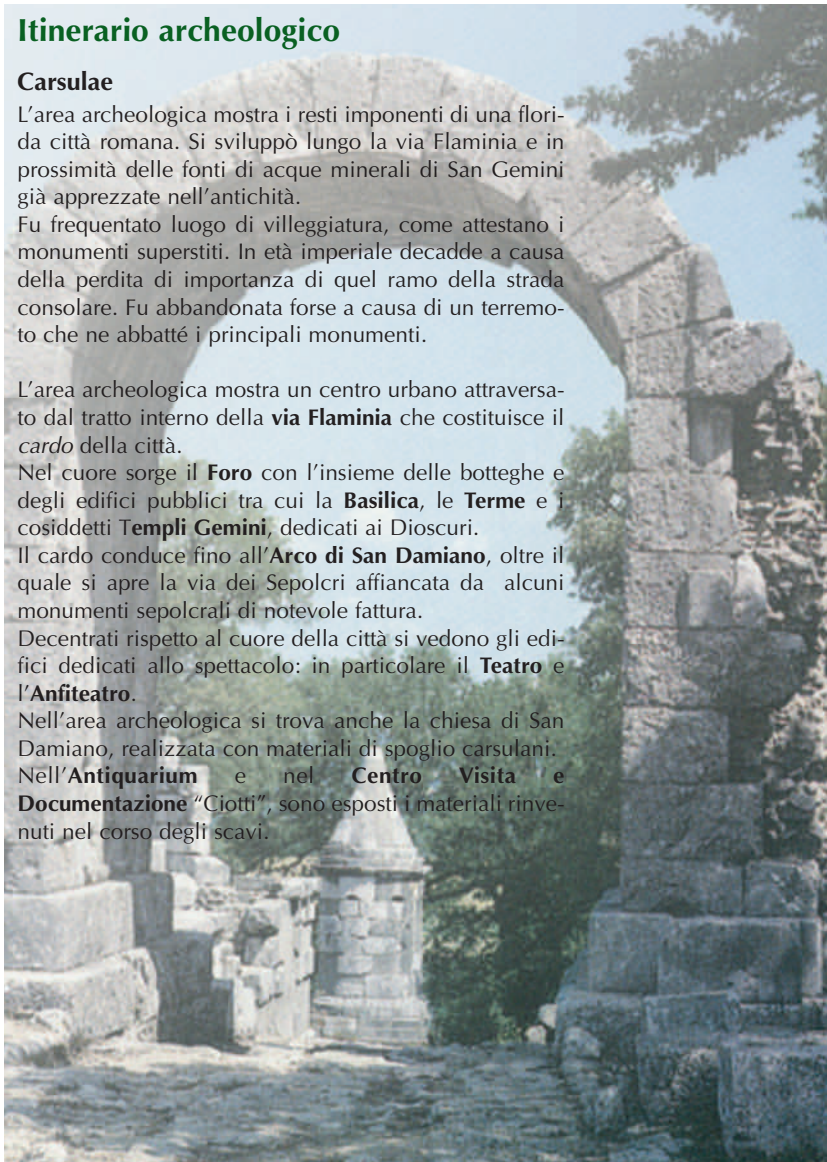 Itinerario archeologico
Carsulae
L'area archeologica mostra i resti imponenti di una flori-
da città romana. Si sviluppò lungo la via Flaminia e in
prossimità delle fonti di acque minerali di San Gemini
già apprezzate nell'antichità.
Fu frequentato luogo di villeggiatura, come attestano i
monumenti superstiti. In età imperiale decadde a causa
della perdita di importanza di quel ramo della strada
consolare. Fu abbandonata forse a causa di un terremo-
to che ne abbatté i principali monumenti.
L'area archeologica mostra un centro urbano attraversa-
to dal tratto interno della via Flaminia che costituisce il
cardo della città.
Nel cuore sorge il Foro con l'insieme delle botteghe e
degli edifici pubblici tra cui la Basilica, le Terme e i
cosiddetti Templi Gemini, dedicati ai Dioscuri.
Il cardo conduce fino all'Arco di San Damiano, oltre il
quale si apre la via dei Sepolcri affiancata da alcuni
monumenti sepolcrali di notevole fattura.
Decentrati rispetto al cuore della città si vedono gli edi-
fici dedicati allo spettacolo: in particolare il Teatro e
l'Anfiteatro.
Nell'area archeologica si trova anche la chiesa di San
Damiano, realizzata con materiali di spoglio carsulani.
Nell'Antiquarium e nel Centro Visita e
Documentazione "Ciotti", sono esposti i materiali rinve-
nuti nel corso degli scavi.